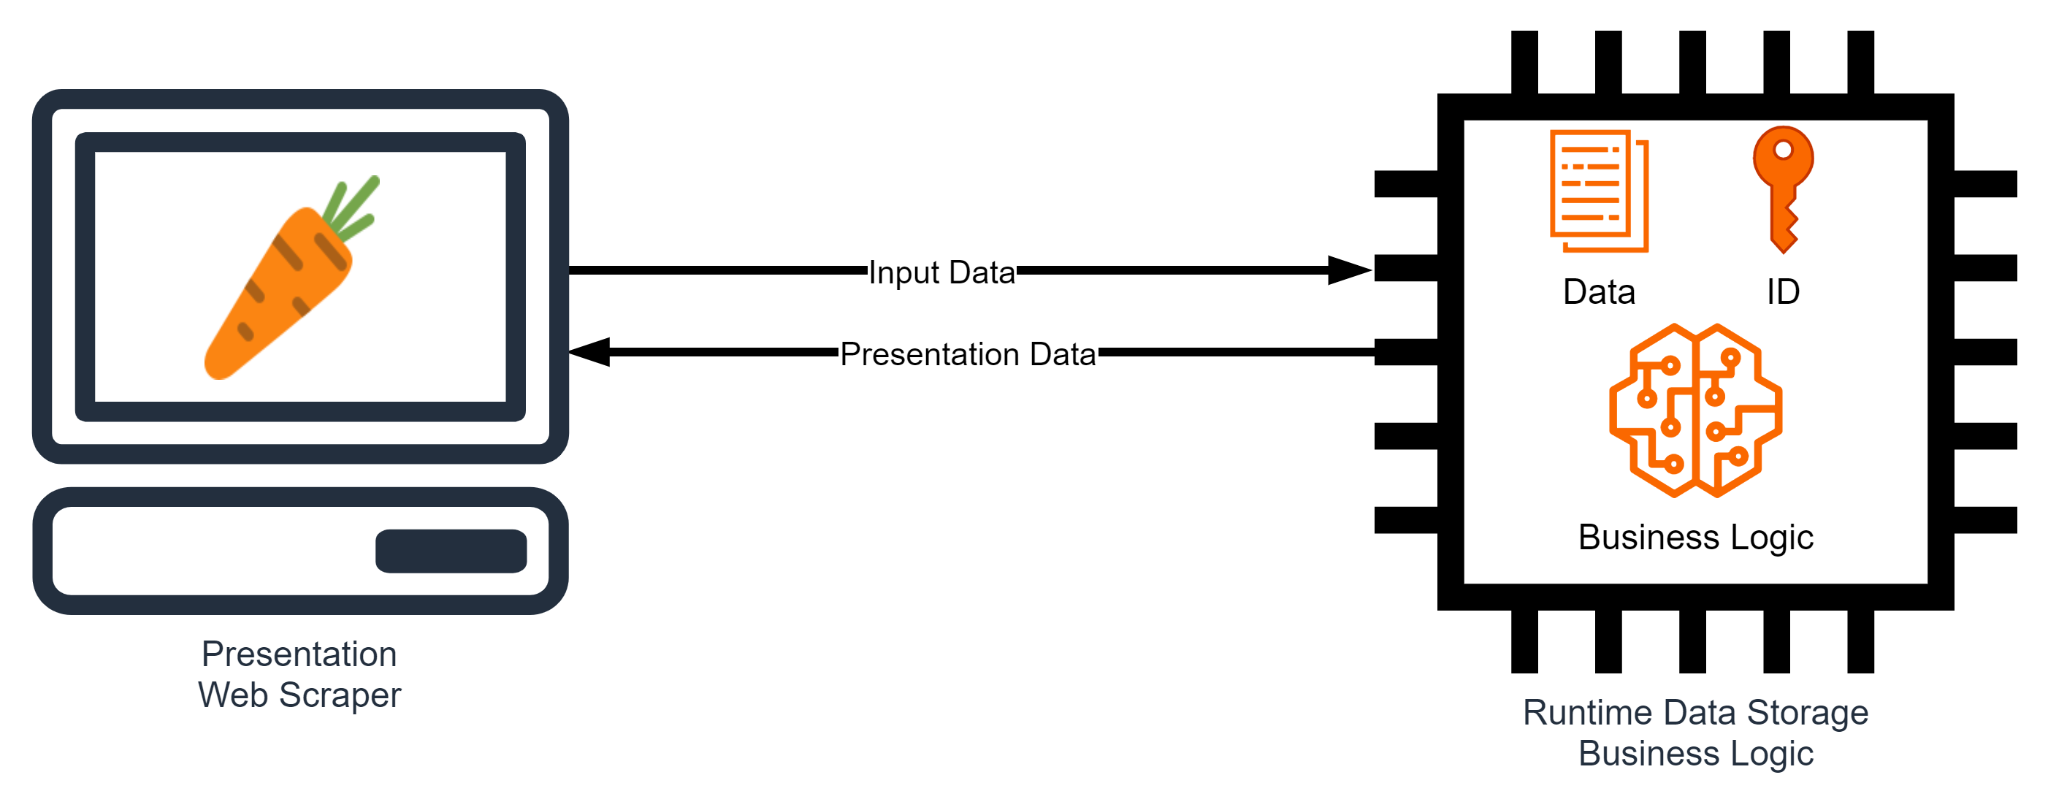 Input Data
Presentation Data
Presentation
Web Scraper
Data
ID
Business Logic
Runtime Data Storage
Business Logic